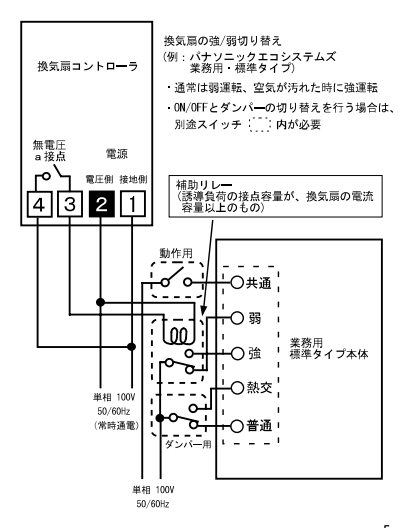 換気扇の強/弱切り替え
(例：パナソニックエコシステムズ
業務用・標準タイプ)
・通常は弱運転、空気が汚れた時に強運転
・ON/OFFとダンパーの切り替えを行う場合は、
別途スイッチ 内が必要
換気扇コントローラ
無電圧
a接点
電源
電圧側 接地側
4 3 2 1
補助リレー
(誘導負荷の接点容量が、換気扇の電流
容量以上のもの)
動作用
共通
弱
強
熱交
普通
業務用
標準タイプ本体
ダンパー用
単相 100V
50/60Hz
(常時通電)
単相 100V
50/60Hz